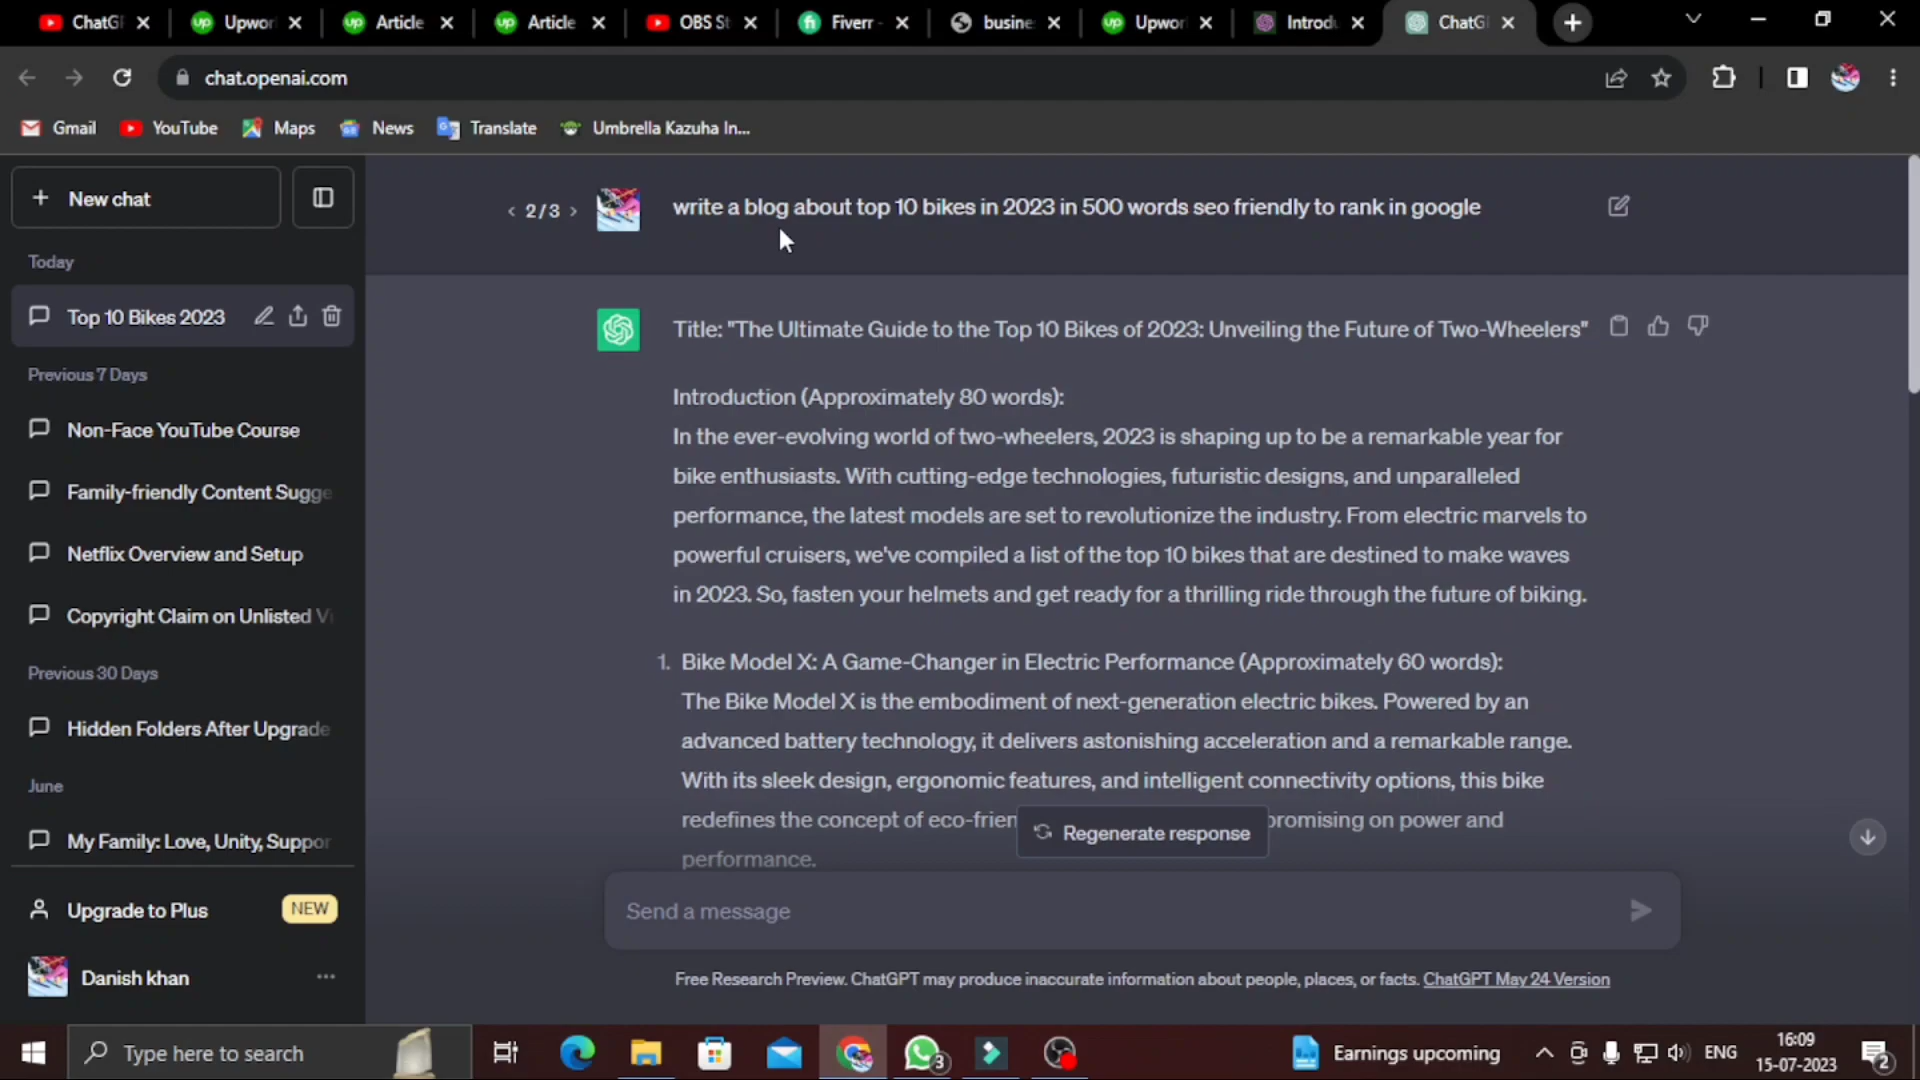 ChatG
Upwor
Article
Article
OBS St
Fiverr -
busine
Upwor
Introdu
ChatG
chat.openai.com
Gmail
YouTube
Maps
News
Translate
Umbrella Kazuha In...
New chat
Today
Top 10 Bikes 2023
Previous 7 Days
Non-Face YouTube Course
Family-friendly Content Sugge
Netflix Overview and Setup
Copyright Claim on Unlisted Vi
Previous 30 Days
Hidden Folders After Upgrade
June
My Family: Love, Unity, Suppor
Upgrade to Plus
NEW
Danish khan
2/3
write a blog about top 10 bikes in 2023 in 500 words seo friendly to rank in google
Title: "The Ultimate Guide to the Top 10 Bikes of 2023: Unveiling the Future of Two-Wheelers"
Introduction (Approximately 80 words):
In the ever-evolving world of two-wheelers, 2023 is shaping up to be a remarkable year for
bike enthusiasts. With cutting-edge technologies, futuristic designs, and unparalleled
performance, the latest models are set to revolutionize the industry. From electric marvels to
powerful cruisers, we've compiled a list of the top 10 bikes that are destined to make waves
in 2023. So, fasten your helmets and get ready for a thrilling ride through the future of biking.
1. Bike Model X: A Game-Changer in Electric Performance (Approximately 60 words):
The Bike Model X is the embodiment of next-generation electric bikes. Powered by an
advanced battery technology, it delivers astonishing acceleration and a remarkable range.
With its sleek design, ergonomic features, and intelligent connectivity options, this bike
redefines the concept of eco-frien promising on power and
Regenerate response
performance.
Send a message
Free Research Preview. ChatGPT may produce inaccurate information about people, places, or facts. ChatGPT May 24 Version
Type here to search
3
Earnings upcoming
ENG
16:09
15-07-2023
2